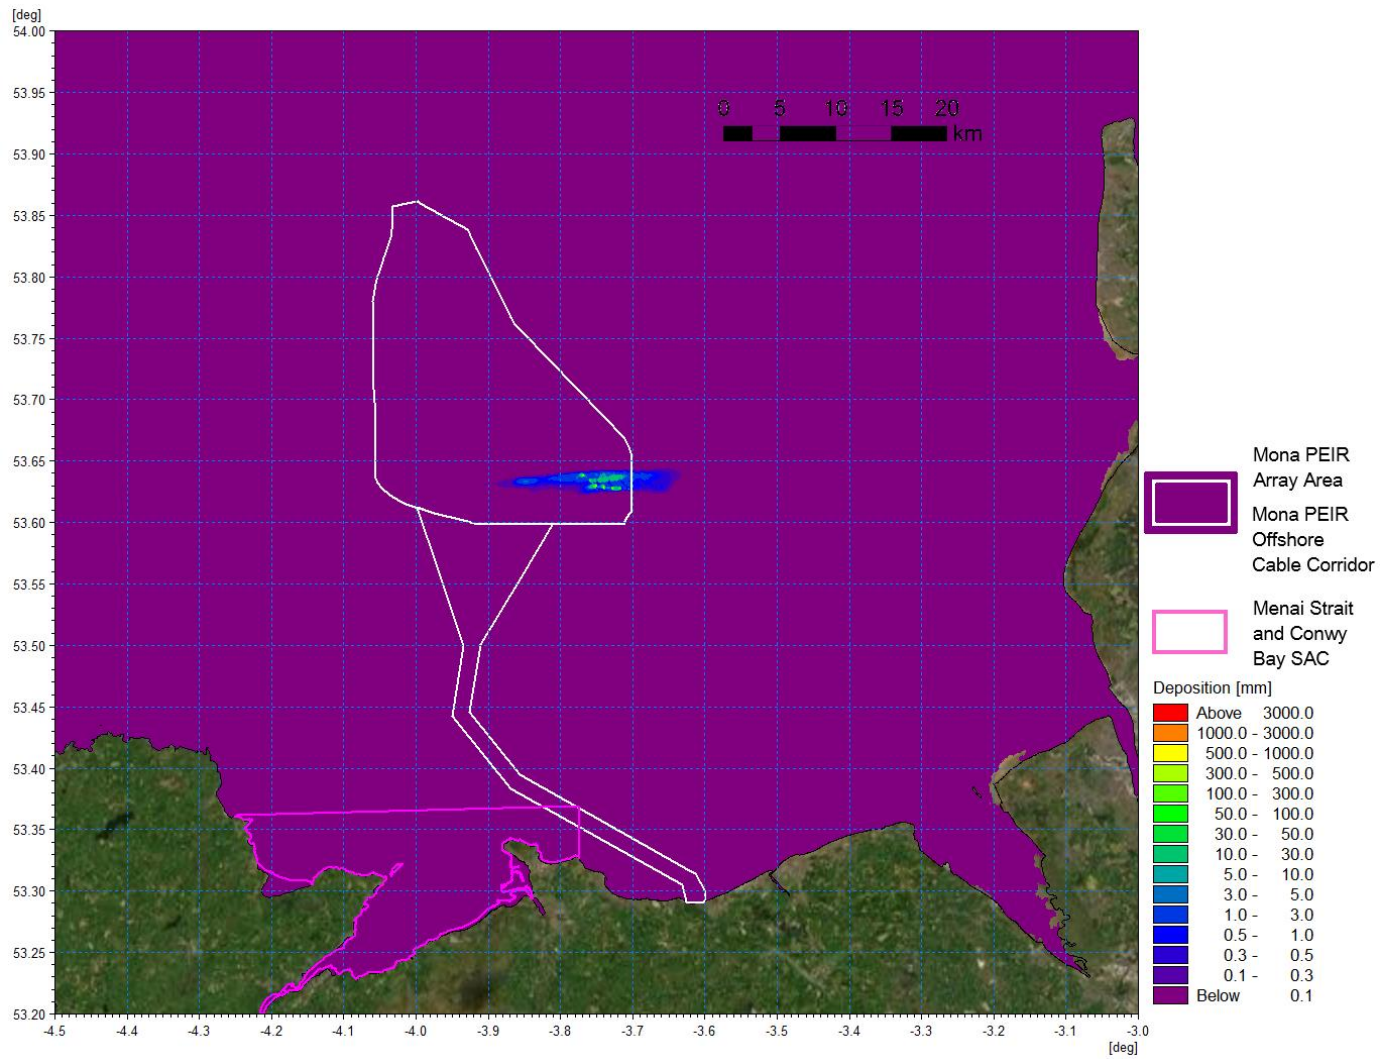 [deg]
54.00
53.95
53.90
53.85
53.80
53.75
53.70
53.65
53.60
53.55
53.50
53.45
53.40
53.35
53.30
53.25
53.20
0 5 10 15 20
km
-4.5 -4.4 -4.3 -4.2 -4.1 -4.0 -3.9 -3.8 -3.7 -3.6 -3.5 -3.4 -3.3 -3.2 -3.1 -3.0
[deg]
Mona PEIR
Array Area
Mona PEIR
Offshore
Cable Corridor
Menai Strait
and Conwy
Bay SAC
Deposition [mm]
Above 3000.0
1000.0 - 3000.0
500.0 - 1000.0
300.0 - 500.0
100.0 - 300.0
50.0 - 100.0
30.0 - 50.0
10.0 - 30.0
5.0 - 10.0
3.0 - 5.0
1.0 - 3.0
0.5 - 1.0
0.3 - 0.5
0.1 - 0.3
Below 0.1